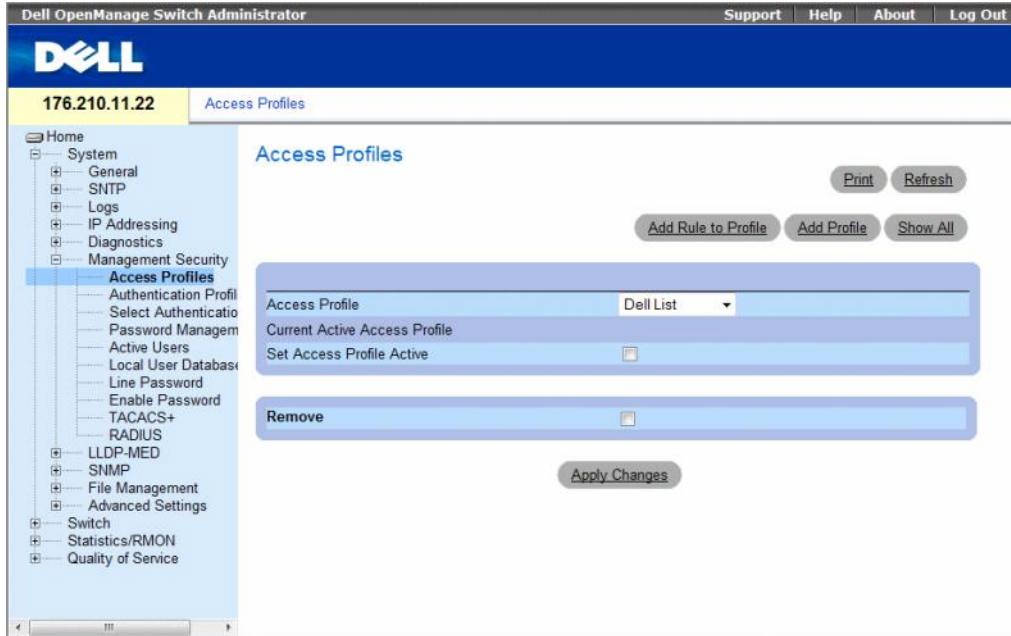 Dell OpenManage Switch Administrator
Support Help About Log Out
DELL
176.210.11.22
Access Profiles
Home
System
General
SNTP
Logs
IP Addressing
Diagnostics
Management Security
Access Profiles
Authentication Profil
Select Authenticatio
Password Managem
Active Users
Local User Database
Line Password
Enable Password
TACACS+
RADIUS
LLDP-MED
SNMP
File Management
Advanced Settings
Switch
Statistics/RMON
Quality of Service
Access Profiles
Print Refresh
Add Rule to Profile Add Profile Show All
Access Profile Dell List
Current Active Access Profile
Set Access Profile Active
Remove
Apply Changes